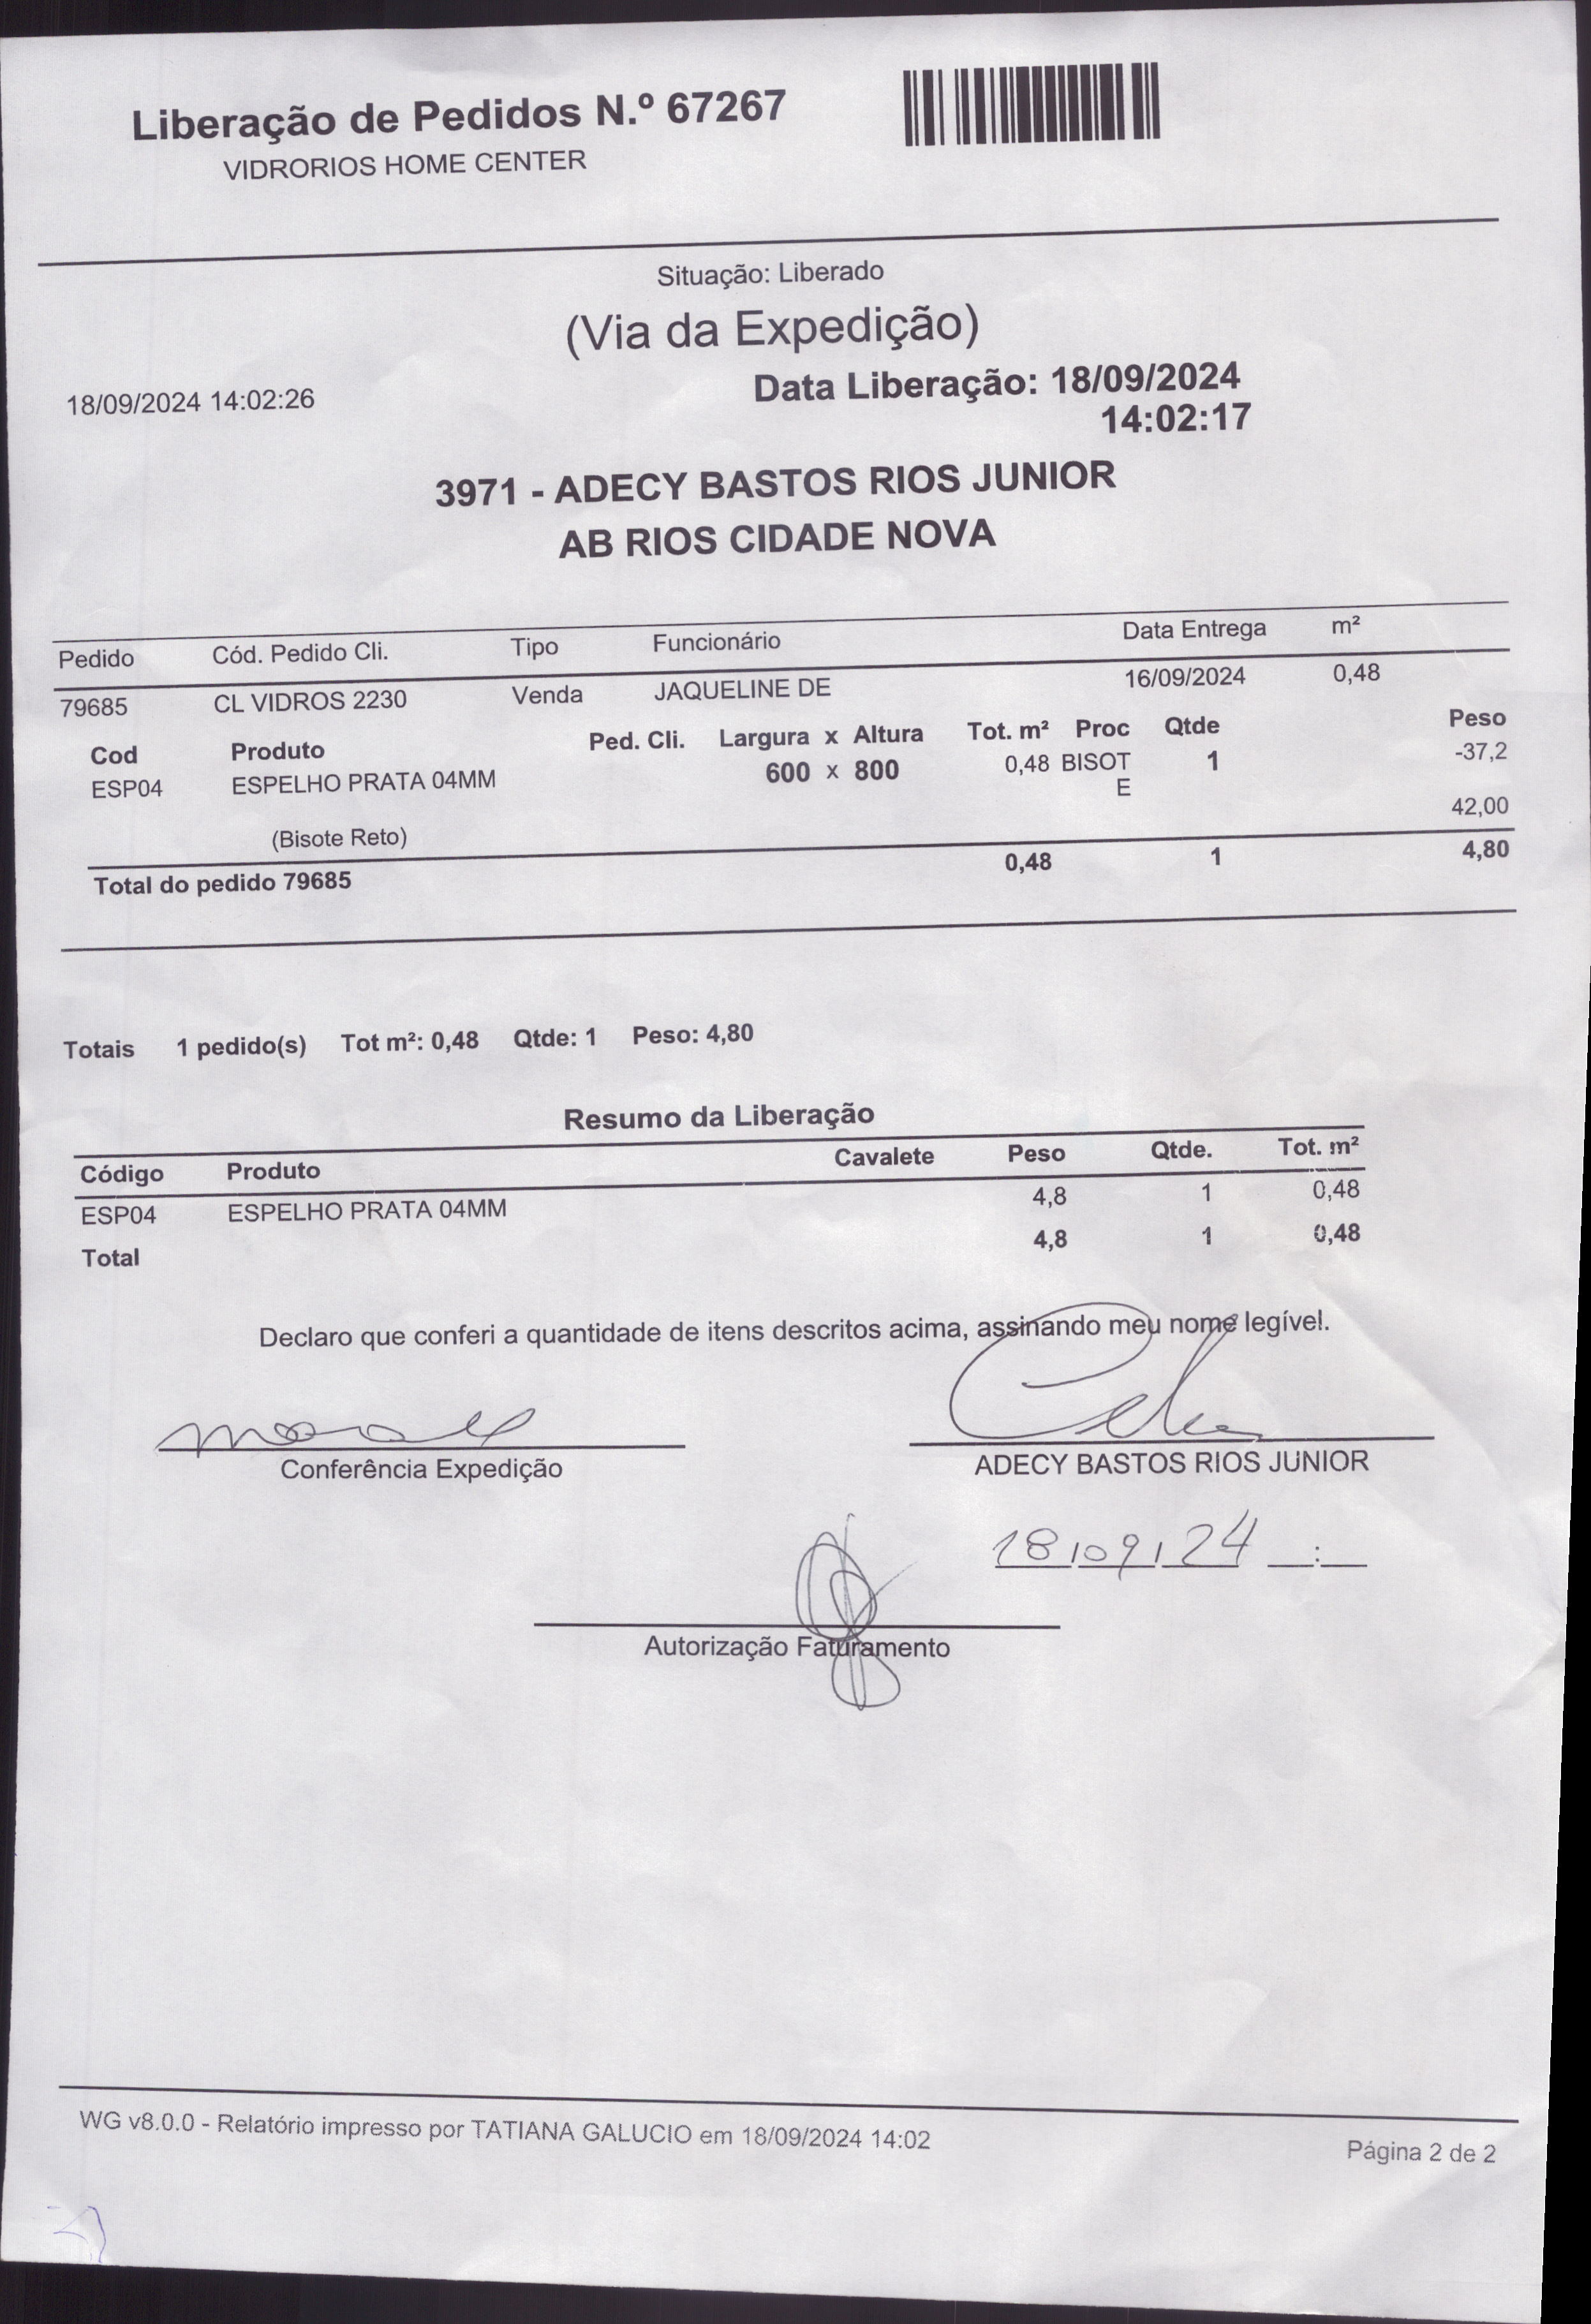 Liberação de Pedidos N.º 67267
VIDRORIOS HOME CENTER
Situação: Liberado
(Via da Expedição)
18/09/2024 14:02:26
Data Liberação: 18/09/2024
14:02:17
3971 - ADECY BASTOS RIOS JUNIOR
AB RIOS CIDADE NOVA
Pedido Cód. Pedido Cli. Tipo Funcionário Data Entrega m²
79685 CL VIDROS 2230 Venda JAQUELINE DE 16/09/2024 0,48
Cod Produto Ped. Cli. Largura x Altura Tot. m² Proc Qtde Peso
ESP04 ESPELHO PRATA 04MM 600 x 800 0,48 BISOT 1 -37,2
E
(Bisote Reto) 42,00
Total do pedido 79685 0,48 1 4,80
Totais 1 pedido(s) Tot m²: 0,48 Qtde: 1 Peso: 4,80
Resumo da Liberação
Código Produto Cavalete Peso Qtde. Tot. m²
ESP04 ESPELHO PRATA 04MM 4,8 1 0,48
Total 4,8 1 0,48
Declaro que conferi a quantidade de itens descritos acima, assinando meu nome legível.
Conferência Expedição
ADECY BASTOS RIOS JUNIOR
18/09/24 __:__
Autorização Faturamento
WG v8.0.0 - Relatório impresso por TATIANA GALUCIO em 18/09/2024 14:02
Página 2 de 2